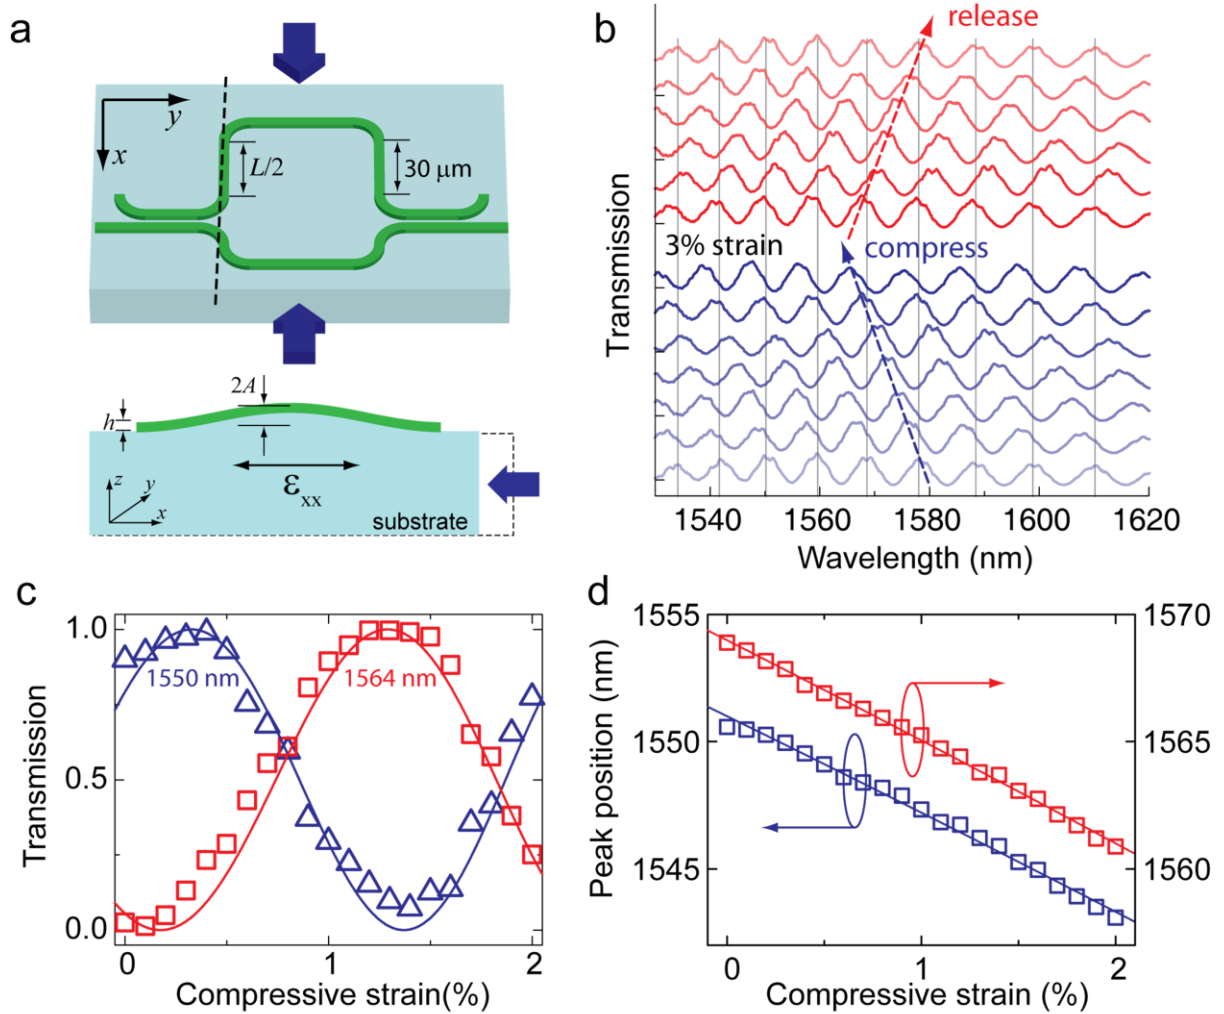 a
y
x
L/2
30 μm
2A
h
εxx
z
y
x
substrate
b
release
3% strain
compress
Transmission
1540
1560
1580
1600
1620
Wavelength (nm)
c
1.0
0.5
0.0
1550 nm
1564 nm
Transmission
0
1
2
Compressive strain(%)
d
1555
1550
1545
1570
1565
1560
Peak position (nm)
0
1
2
Compressive strain (%)